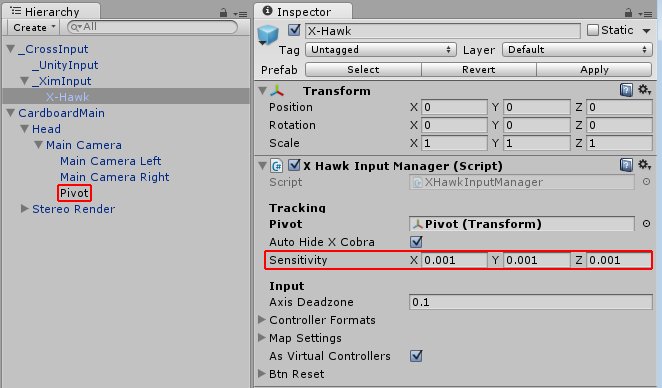 Hierarchy
Create
All
_CrossInput
_UnityInput
_XimInput
X-Hawk
CardboardMain
Head
Main Camera
Main Camera Left
Main Camera Right
Pivot
Stereo Render
Inspector
X-Hawk
Static
Tag Untagged Layer Default
Prefab Select Revert Apply
Transform
Position X 0 Y 0 Z 0
Rotation X 0 Y 0 Z 0
Scale X 1 Y 1 Z 1
X Hawk Input Manager (Script)
Script XHawkInputManager
Tracking
Pivot Pivot (Transform)
Auto Hide X Cobra
Sensitivity X 0.001 Y 0.001 Z 0.001
Input
Axis Deadzone 0.1
Controller Formats
Map Settings
As Virtual Controllers
Btn Reset